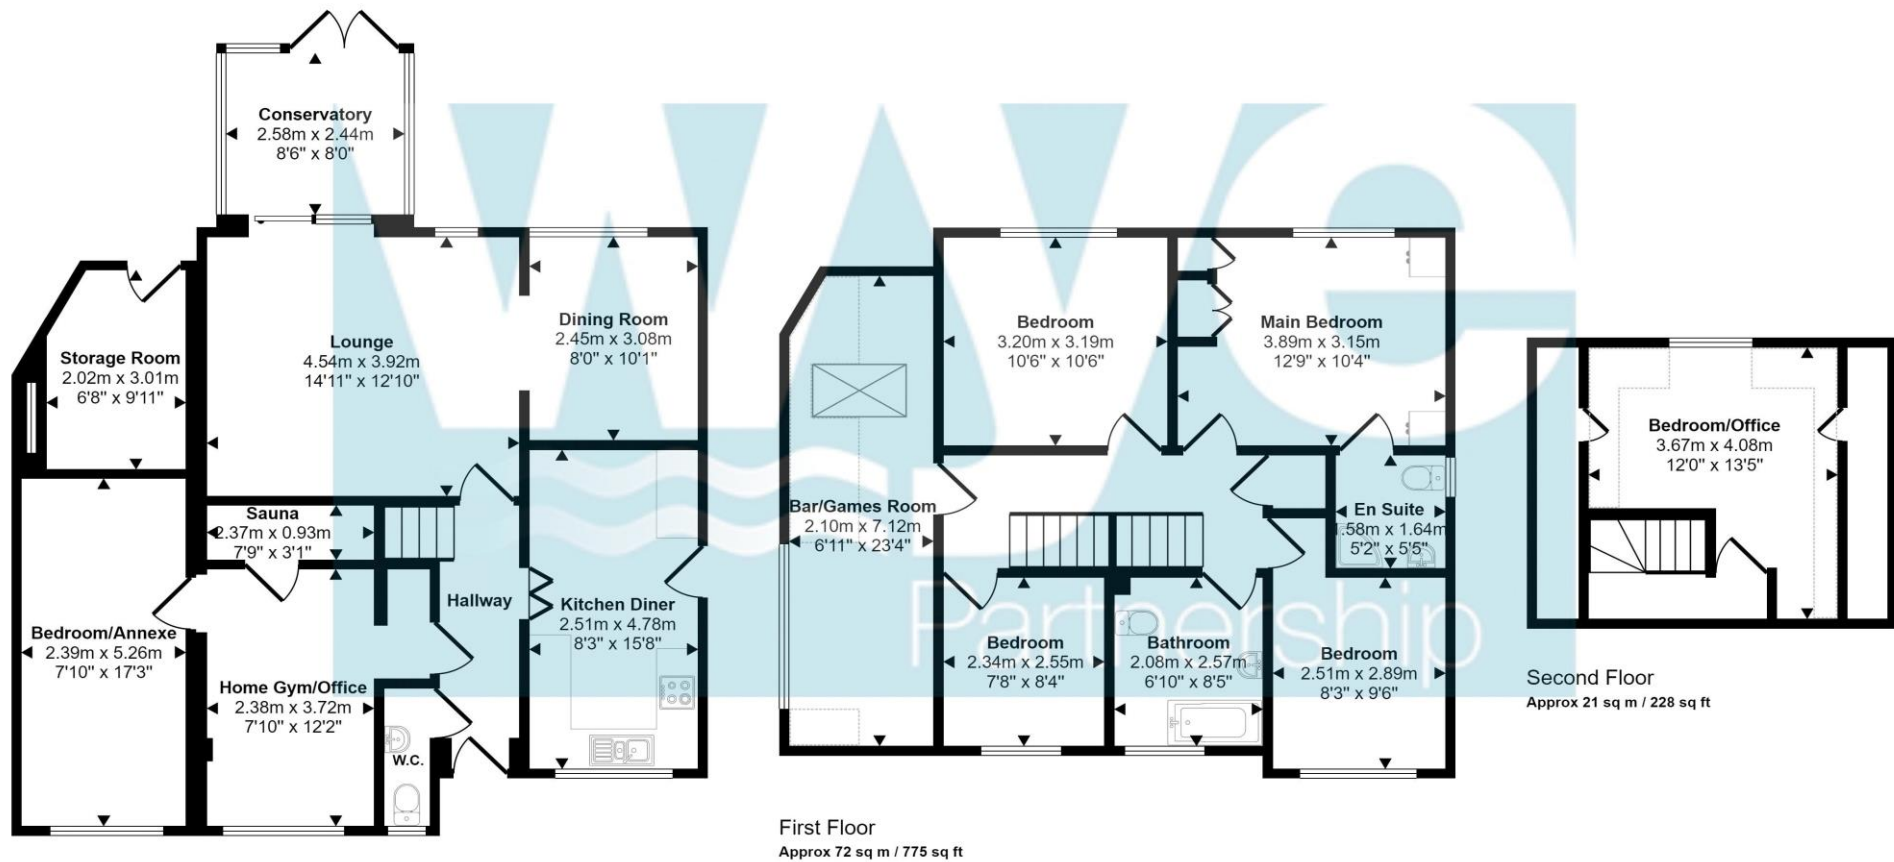 Conservatory
2.58m x 2.44m
8'6" x 8'0"
Storage Room
2.02m x 3.01m
6'8" x 9'11"
Lounge
4.54m x 3.92m
14'11" x 12'10"
Dining Room
2.45m x 3.08m
8'0" x 10'1"
Sauna
2.37m x 0.93m
7'9" x 3'1"
Hallway
Kitchen Diner
2.51m x 4.78m
8'3" x 15'8"
Bedroom/Annexe
2.39m x 5.26m
7'10" x 17'3"
Home Gym/Office
2.38m x 3.72m
7'10" x 12'2"
W.C.
Bedroom
3.20m x 3.19m
10'6" x 10'6"
Main Bedroom
3.89m x 3.15m
12'9" x 10'4"
Bar/Games Room
2.10m x 7.12m
6'11" x 23'4"
En Suite
1.58m x 1.64m
5'2" x 5'5"
Bedroom
2.34m x 2.55m
7'8" x 8'4"
Bathroom
2.08m x 2.57m
6'10" x 8'5"
Bedroom
2.51m x 2.89m
8'3" x 9'6"
First Floor
Approx 72 sq m / 775 sq ft
Bedroom/Office
3.67m x 4.08m
12'0" x 13'5"
Second Floor
Approx 21 sq m / 228 sq ft
Partnership